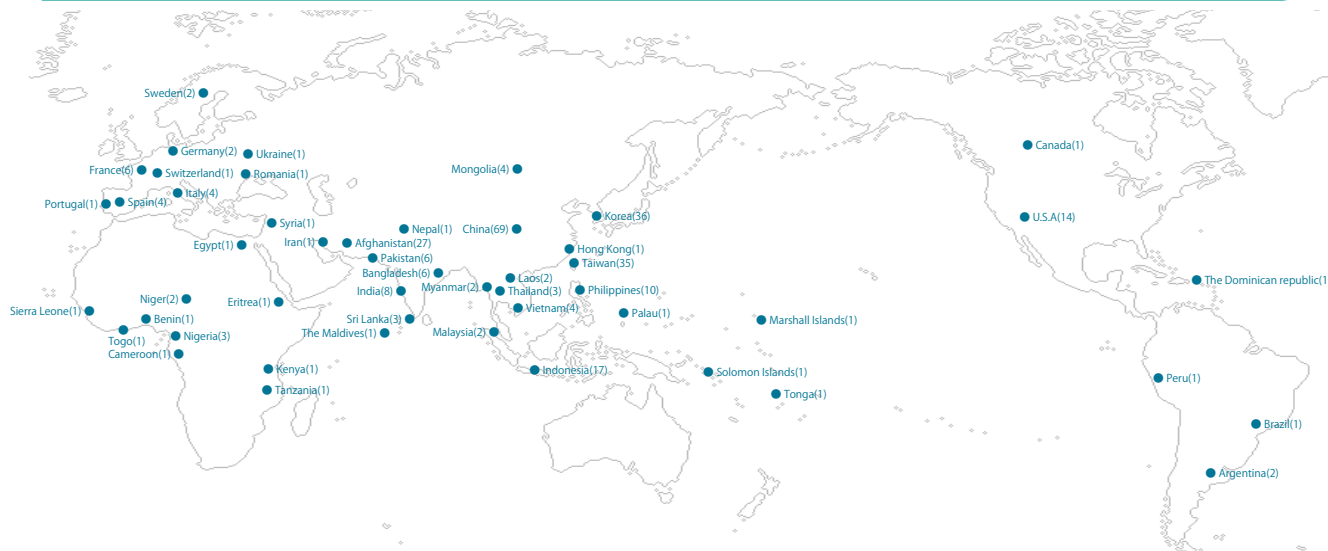 Sweden(2)
Germany(2)
Ukraine(1)
France(6)
Switzerland(1)
Romania(1)
Italy(4)
Portugal(1)
Spain(4)
Mongolia(4)
Canada(1)
Korea(36)
U.S.A(14)
Syria(1)
Nepal(1)
China(69)
Egypt(1)
Iran(1)
Afghanistan(27)
Hong Kong(1)
Pakistan(6)
Taiwan(35)
Bangladesh(6)
Laos(2)
The Dominican republic(1
India(8)
Myanmar(2)
Thailand(3)
Philippines(10)
Niger(2)
Eritrea(1)
Sierra Leone(1)
Vietnam(4)
Palau(1)
Benin(1)
Sri Lanka(3)
Marshall Islands(1)
Togo(1)
Nigeria(3)
The Maldives(1)
Malaysia(2)
Cameroon(1)
Kenya(1)
Indonesia(17)
Solomon Islands(1)
Peru(1)
Tanzania(1)
Tonga(1)
Brazil(1)
Argentina(2)